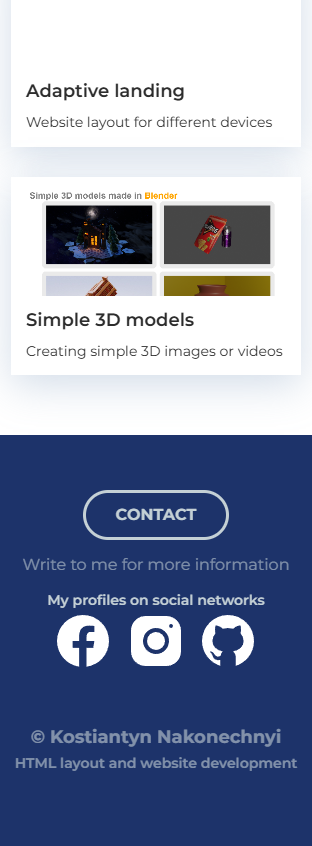 Adaptive landing
Website layout for different devices
Simple 3D models made in Blender
Simple 3D models
Creating simple 3D images or videos
CONTACT
Write to me for more information
My profiles on social networks
© Kostiantyn Nakonechnyi
HTML layout and website development